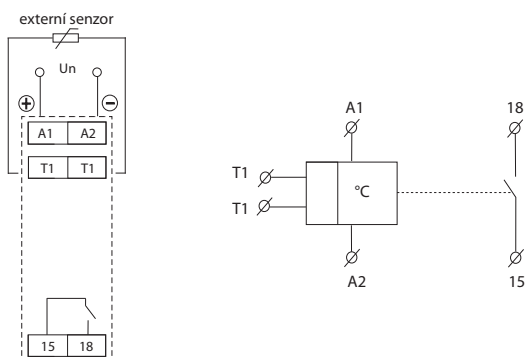 externí senzor
Un
+ −
A1 A2
T1 T1
15 18
A1
18
T1
°C
T1
A2
15